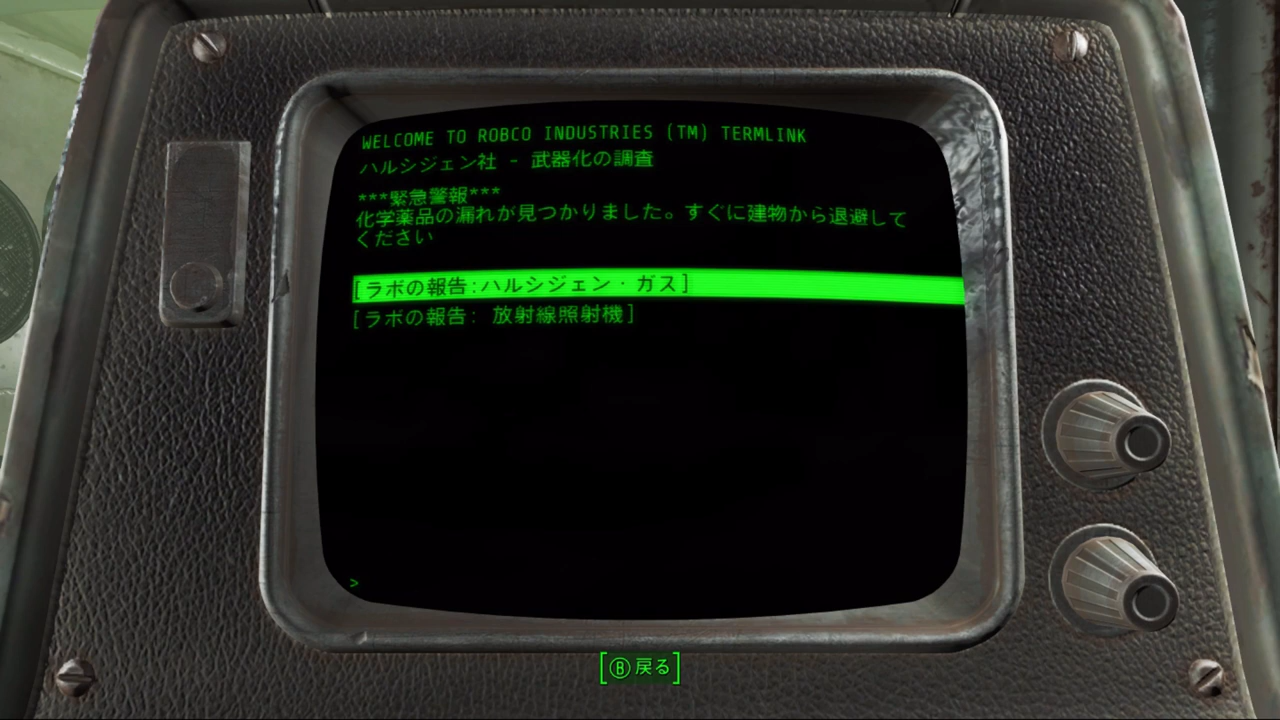 WELCOME TO ROBCO INDUSTRIES (TM) TERMLINK
ハルシジェン社 - 武器化の調査
***緊急警報***
化学薬品の漏れが見つかりました。すぐに建物から退避して
ください
[ラボの報告:ハルシジェン・ガス]
[ラボの報告: 放射線照射機]
>
[Ⓑ戻る]